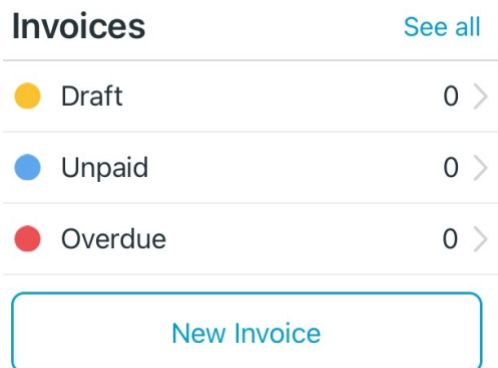 Invoices See all
Draft 0
Unpaid 0
Overdue 0
New Invoice